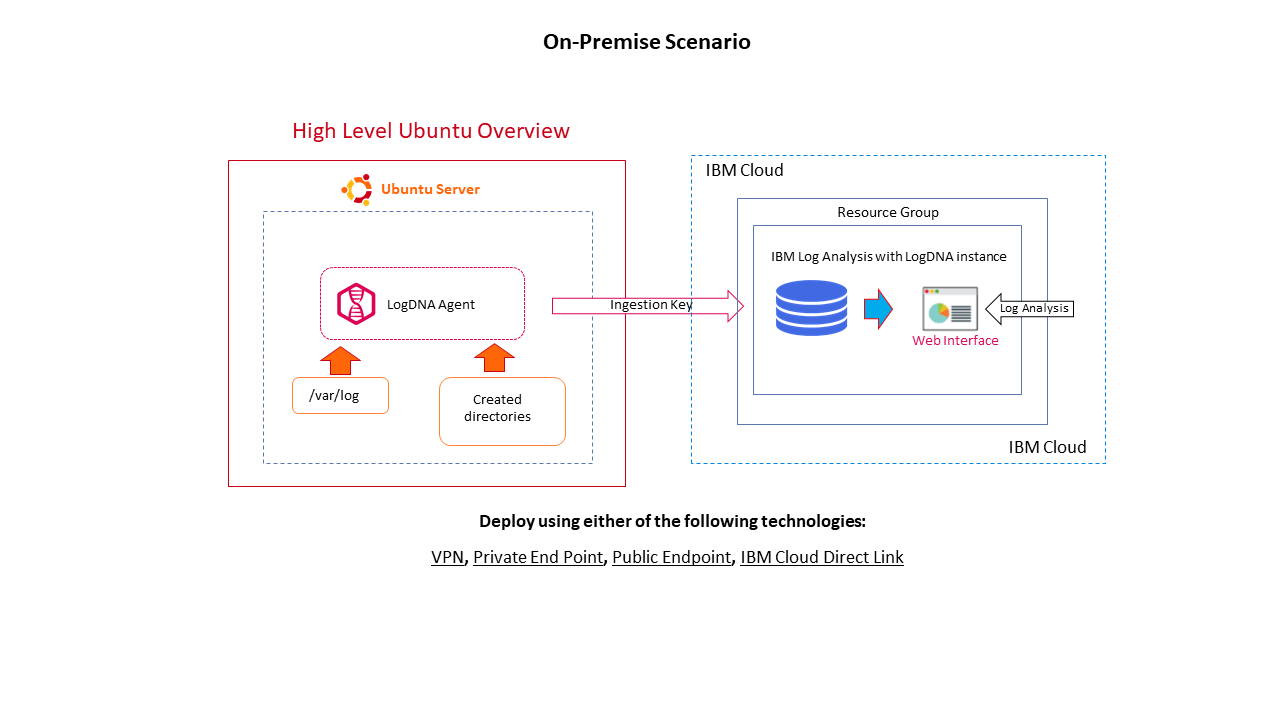 On-Premise Scenario
High Level Ubuntu Overview
Ubuntu Server
LogDNA Agent
/var/log
Created
directories
Ingestion Key
IBM Cloud
Resource Group
IBM Log Analysis with LogDNA instance
Web Interface
Log Analysis
IBM Cloud
Deploy using either of the following technologies:
VPN, Private End Point, Public Endpoint, IBM Cloud Direct Link